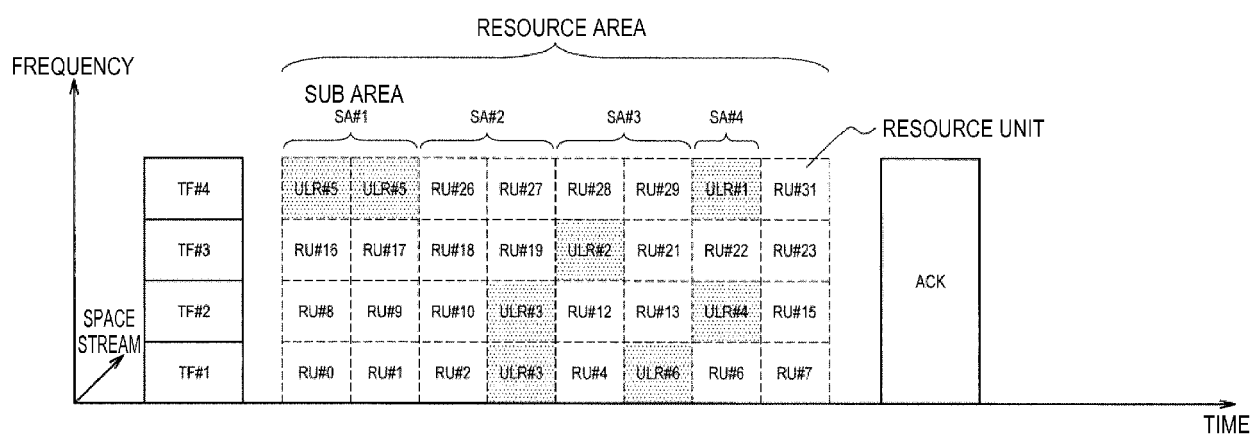 RESOURCE AREA
FREQUENCY
SUB AREA
SA#1 SA#2 SA#3 SA#4
RESOURCE UNIT
TF#4 ULR#5 ULR#5 RU#26 RU#27 RU#28 RU#29 ULR#1 RU#31
TF#3 RU#16 RU#17 RU#18 RU#19 ULR#2 RU#21 RU#22 RU#23
ACK
SPACE
STREAM
TF#2 RU#8 RU#9 RU#10 ULR#3 RU#12 RU#13 ULR#4 RU#15
TF#1 RU#0 RU#1 RU#2 ULR#3 RU#4 ULR#6 RU#6 RU#7
TIME